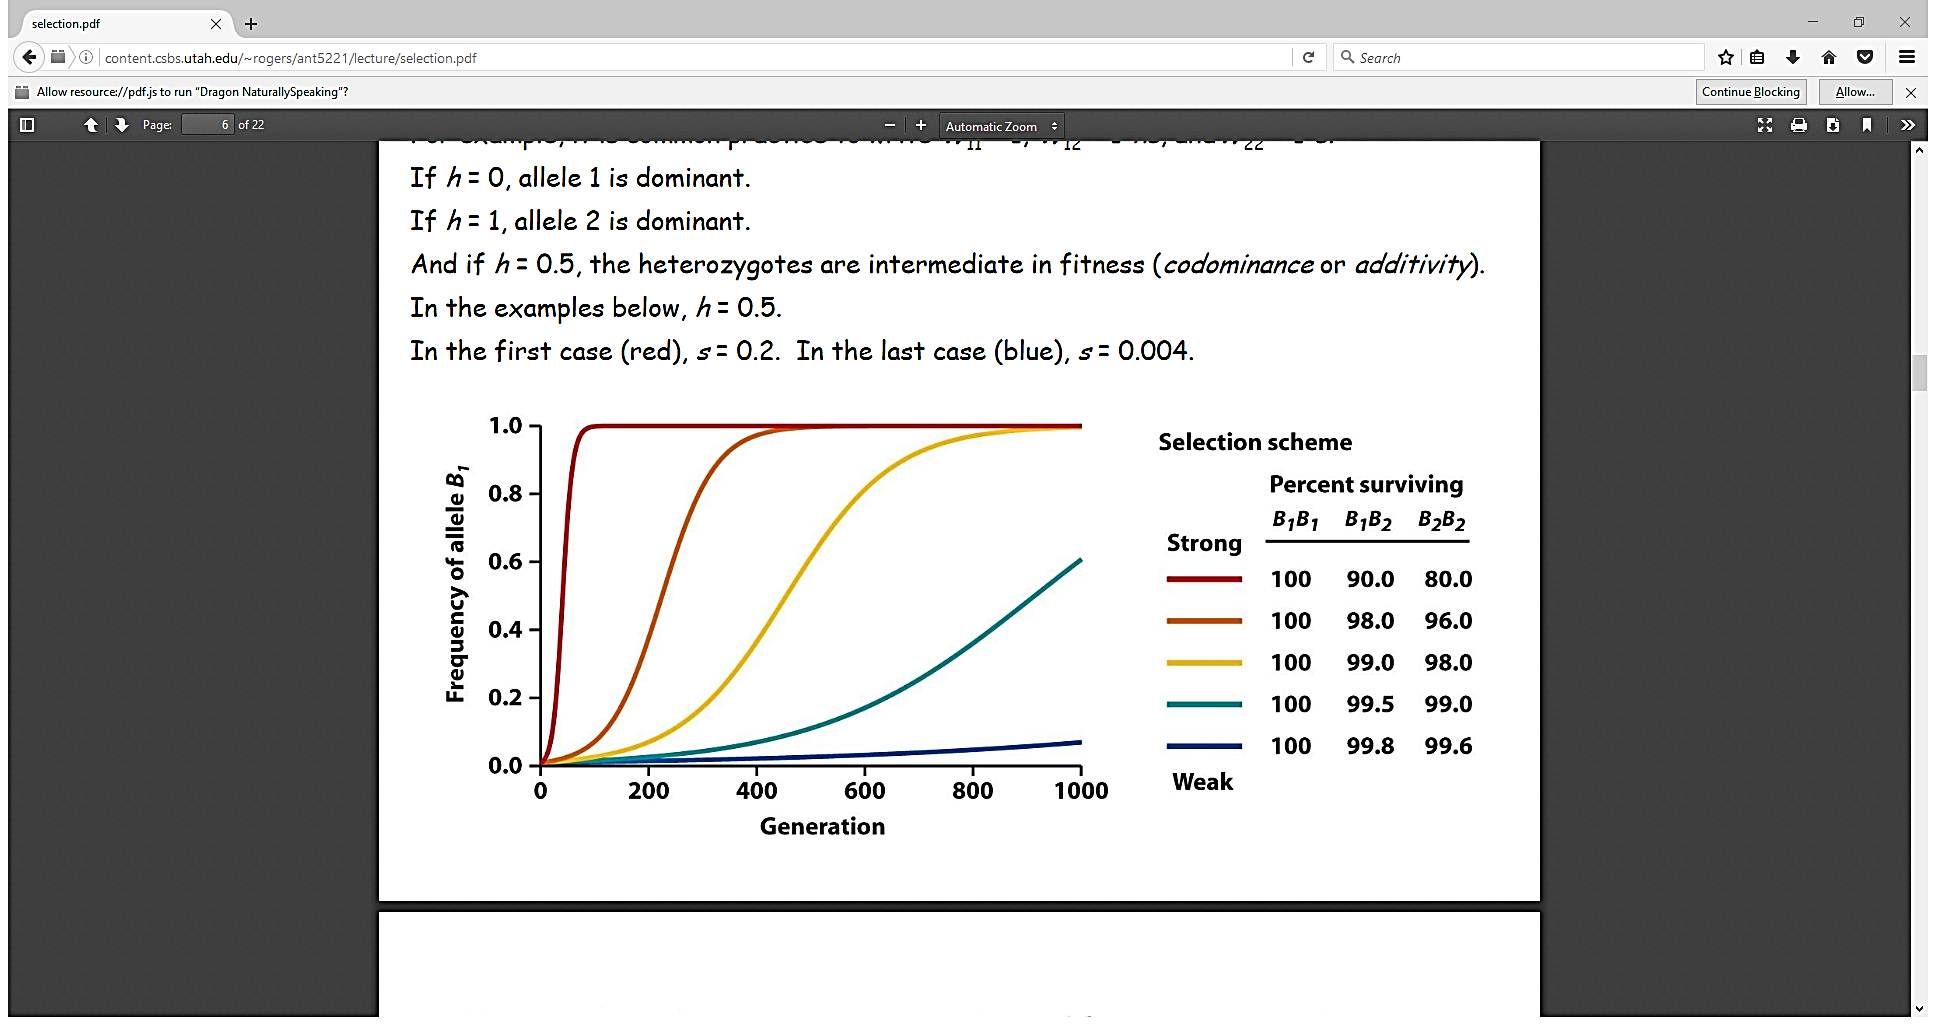 selection.pdf
content.csbs.utah.edu/~rogers/ant5221/lecture/selection.pdf
Search
Allow resource://pdf.js to run "Dragon NaturallySpeaking"?
Continue Blocking
Allow...
Page: 6 of 22
Automatic Zoom
If h = 0, allele 1 is dominant.
If h = 1, allele 2 is dominant.
And if h = 0.5, the heterozygotes are intermediate in fitness (codominance or additivity).
In the examples below, h = 0.5.
In the first case (red), s = 0.2. In the last case (blue), s = 0.004.
Frequency of allele B1
1.0
0.8
0.6
0.4
0.2
0.0
0 200 400 600 800 1000
Generation
Selection scheme
Percent surviving
B1B1 B1B2 B2B2
Strong
100 90.0 80.0
100 98.0 96.0
100 99.0 98.0
100 99.5 99.0
100 99.8 99.6
Weak